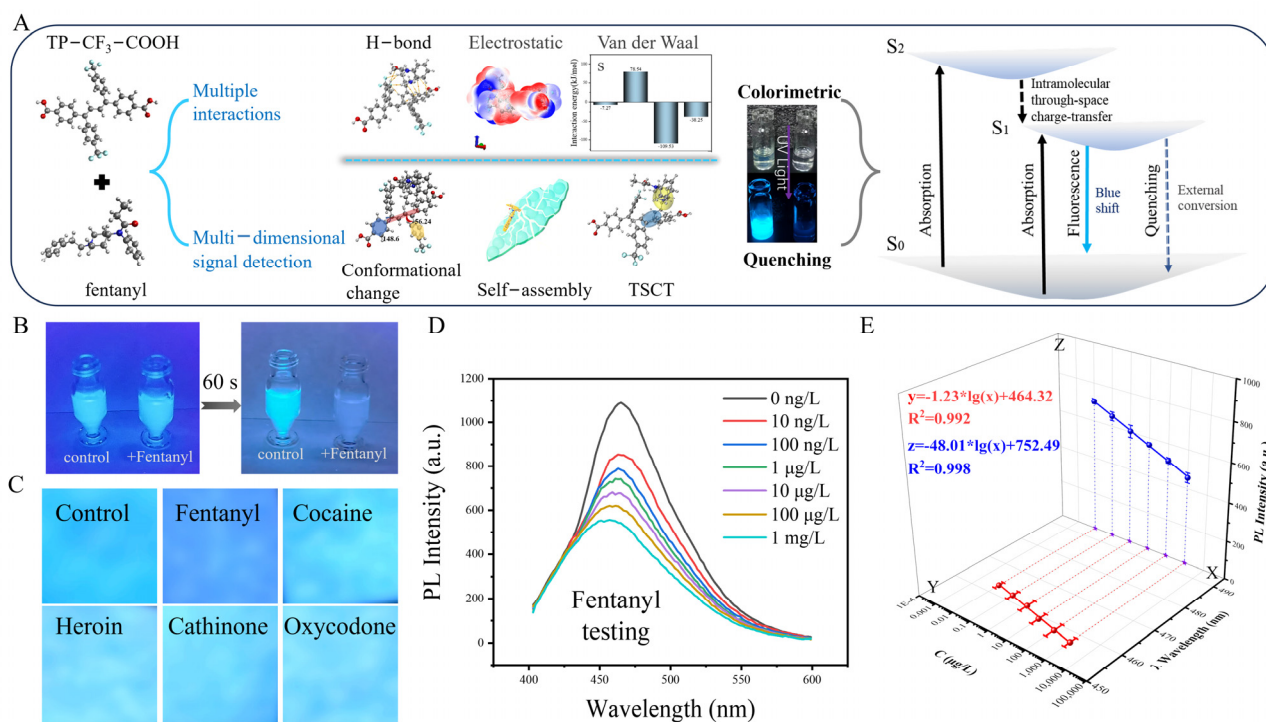 A
TP−CF₃−COOH
H−bond
Electrostatic
Van der Waal
Multiple
interactions
S
78.54
-7.27
-38.25
-109.53
Interaction energy(kJ/mol)
Colorimetric
UV Light
Quenching
Multi−dimensional
signal detection
fentanyl
148.6
-56.24
Conformational
change
Self−assembly
TSCT
S₂
Intramolecular
through-space
charge-transfer
S₁
Absorption
Absorption
Fluorescence
Blue
shift
Quenching
External
conversion
S₀
B
control
+Fentanyl
60 s
control
+Fentanyl
C
Control
Fentanyl
Cocaine
Heroin
Cathinone
Oxycodone
D
1200
1000
800
600
400
200
0
PL Intensity (a.u.)
0 ng/L
10 ng/L
100 ng/L
1 μg/L
10 μg/L
100 μg/L
1 mg/L
Fentanyl
testing
400
450
500
550
600
Wavelength (nm)
E
Z
y=-1.23*lg(x)+464.32
R²=0.992
z=-48.01*lg(x)+752.49
R²=0.998
1000
800
600
400
200
0
PL Intensity (a.u.)
Y
X
0.01
0.1
1
10
100
1,000
10,000
100,000
C (μg/L)
450
460
470
480
490
Wavelength (nm)